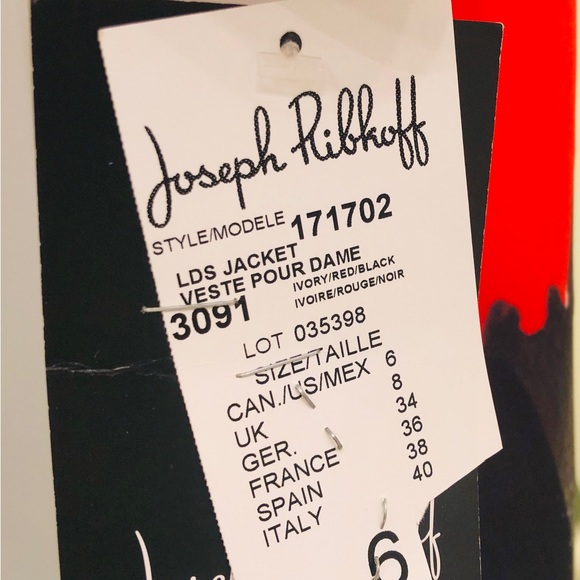 Joseph Ribkoff
STYLE/MODELE 171702
LDS JACKET
VESTE POUR DAME
3091 IVORY/RED/BLACK
IVOIRE/ROUGE/NOIR
LOT 035398
SIZE/TAILLE
CAN./US/MEX 6
UK 8
GER. 34
FRANCE 36
SPAIN 38
ITALY 40
6